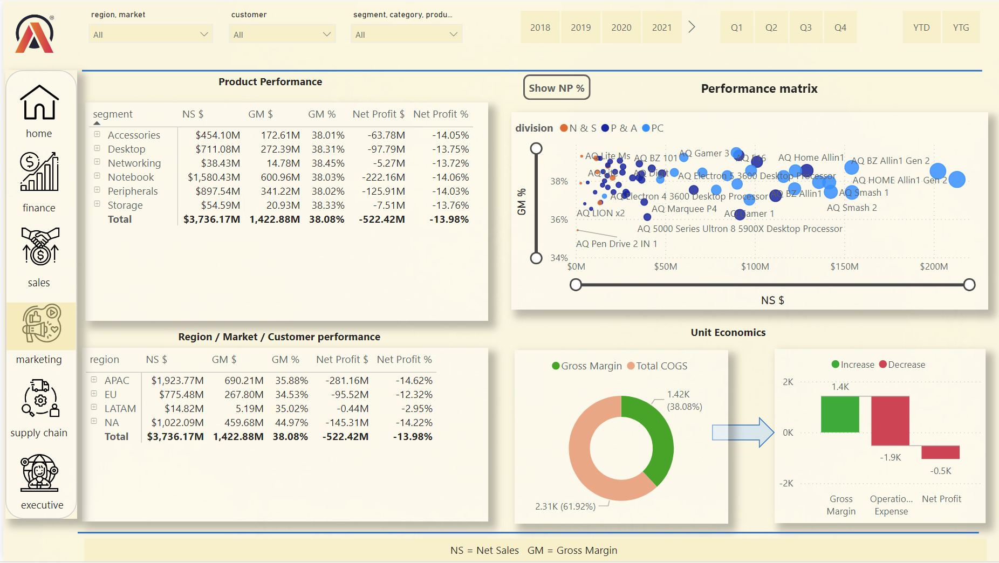 region, market
customer
segment, category, produ...
All
All
All
2018 2019 2020 2021
Q1 Q2 Q3 Q4
YTD YTG
home
finance
sales
marketing
supply chain
executive
Product Performance
segment NS $ GM $ GM % Net Profit $ Net Profit %
Accessories $454.10M 172.61M 38.01% -63.78M -14.05%
Desktop $711.08M 272.39M 38.31% -97.79M -13.75%
Networking $38.43M 14.78M 38.45% -5.27M -13.72%
Notebook $1,580.43M 600.96M 38.03% -222.16M -14.06%
Peripherals $897.54M 341.22M 38.02% -125.91M -14.03%
Storage $54.59M 20.93M 38.33% -7.51M -13.76%
Total $3,736.17M 1,422.88M 38.08% -522.42M -13.98%
Show NP %
Performance matrix
division N & S P & A PC
AQ Gamer 3
AQ Lite Ms
AQ BZ 101
AQ F16
AQ Home Allin1
AQ BZ Allin1 Gen 2
AQ Lite
AQ Digit
AQ Electron 5 3600 Desktop Processor
AQ HOME Allin1 Gen 2
38%
AQ Electron 4 3600 Desktop Processor
AQ BZ Allin1
AQ Smash 1
AQ Smash 2
AQ Marquee P4
AQ LION x2
AQ Gamer 1
36%
AQ 5000 Series Ultron 8 5900X Desktop Processor
AQ Pen Drive 2 IN 1
34%
GM %
$0M $50M $100M $150M $200M
NS $
Region / Market / Customer performance
region NS $ GM $ GM % Net Profit $ Net Profit %
APAC $1,923.77M 690.21M 35.88% -281.16M -14.62%
EU $775.48M 267.80M 34.53% -95.52M -12.32%
LATAM $14.82M 5.19M 35.02% -0.44M -2.95%
NA $1,022.09M 459.68M 44.97% -145.31M -14.22%
Total $3,736.17M 1,422.88M 38.08% -522.42M -13.98%
Unit Economics
Gross Margin Total COGS
1.42K
(38.08%)
2.31K (61.92%)
Increase Decrease
2K
1.4K
0K
-1.9K
-0.5K
-2K
Gross
Margin
Operatio...
Expense
Net Profit
NS = Net Sales GM = Gross Margin